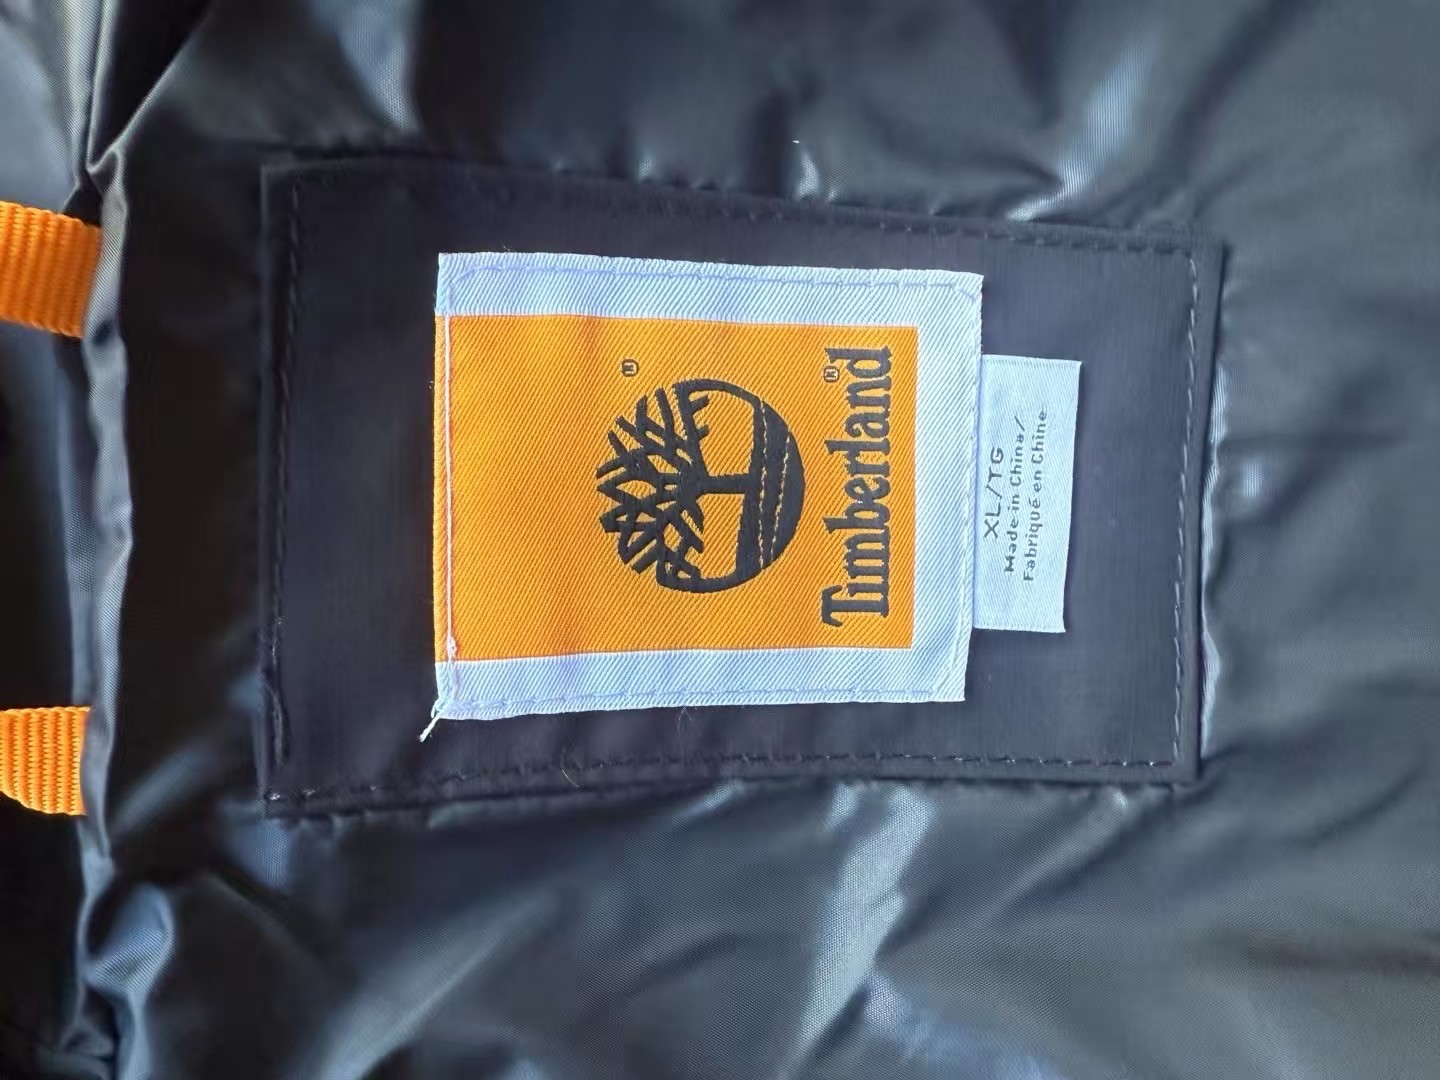 ®
Timberland®
XL/TG
Made in China/
Fabriqué en Chine